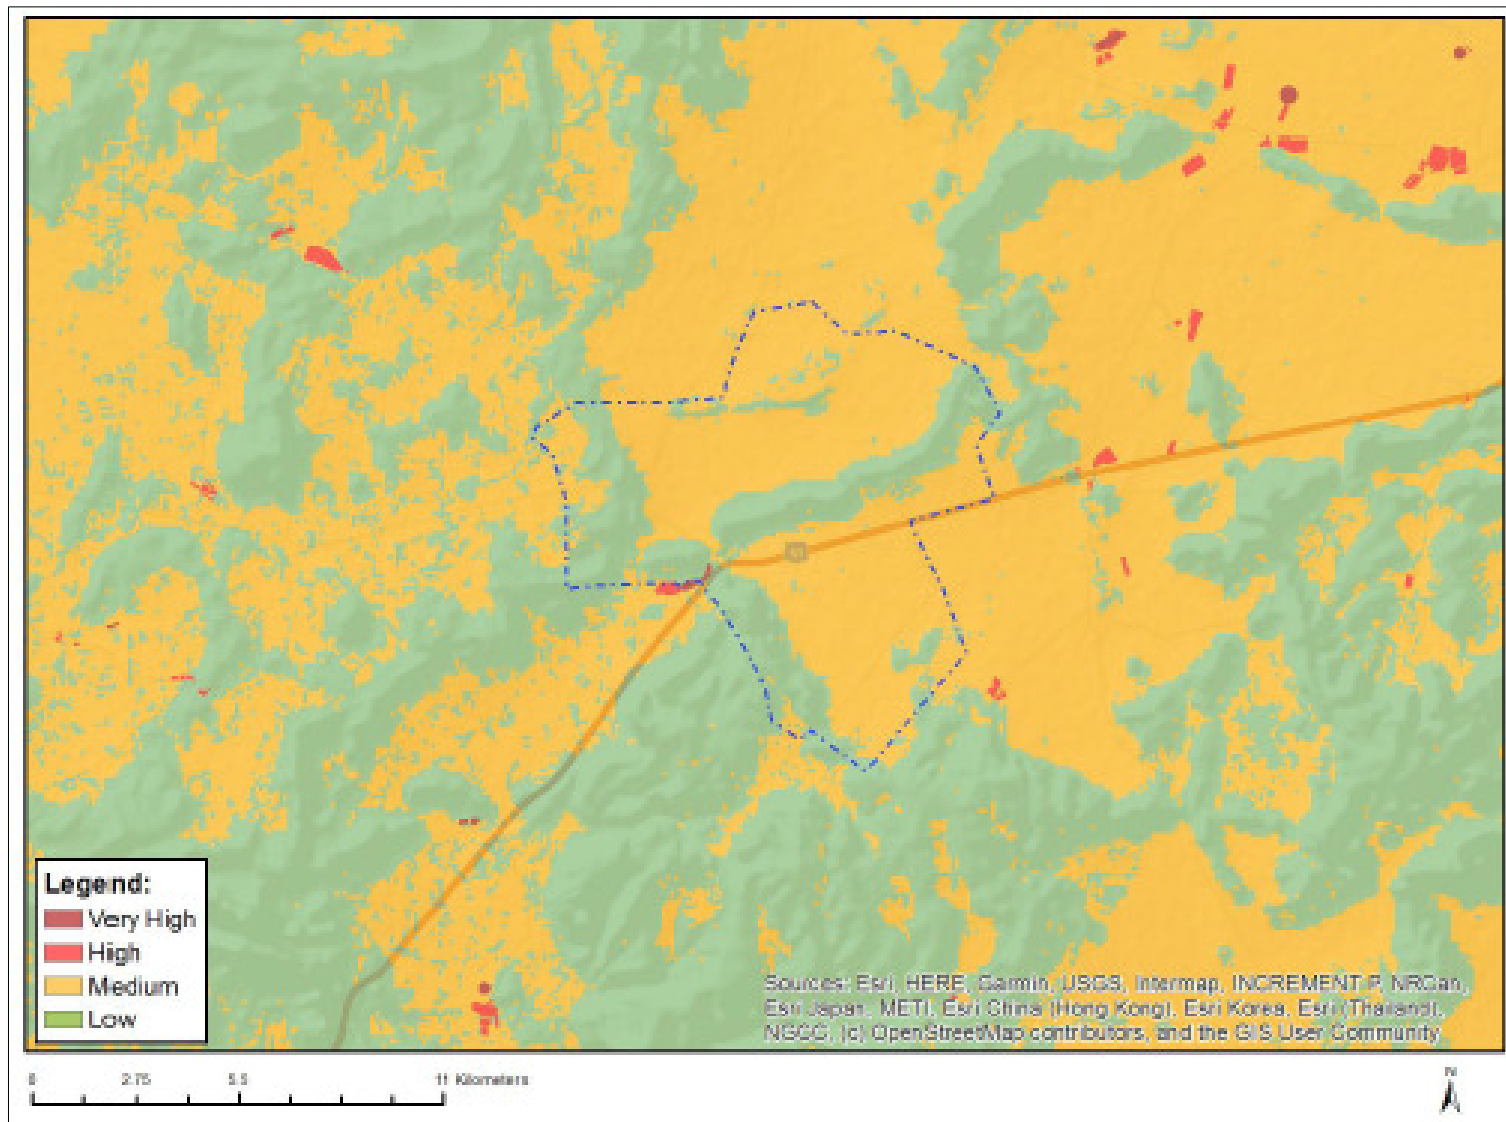 Legend:
Very High
High
Medium
Low
Sources: Esri, HERE, Garmin, USGS, Intermap, INCREMENT P, NRCan,
Esri Japan, METI, Esri China (Hong Kong), Esri Korea, Esri (Thailand),
NGCC, (c) OpenStreetMap contributors, and the GIS User Community
0 2.75 5.5 11 Kilometers
N